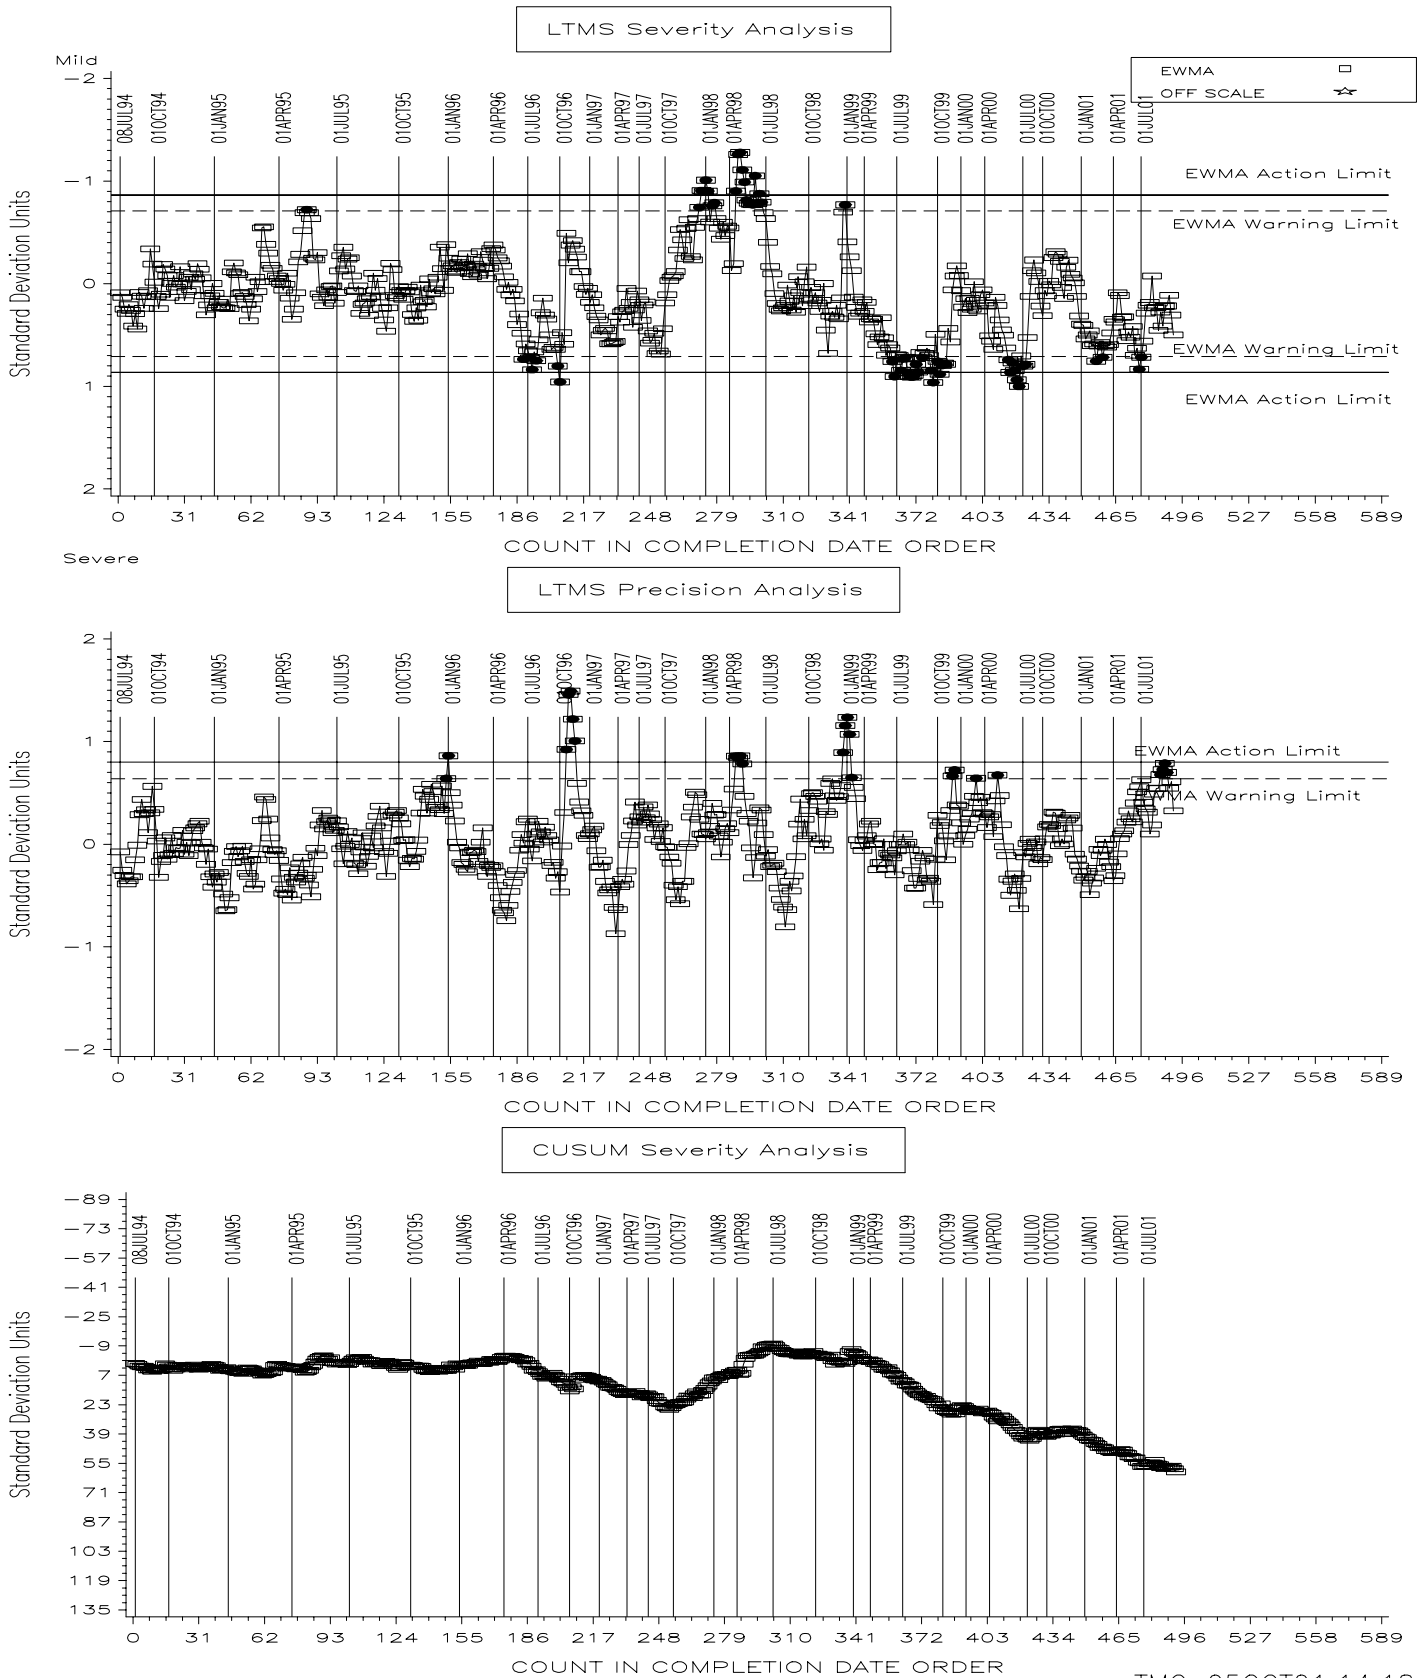 LTMS Severity Analysis
Mild
EWMA
OFF SCALE
Standard Deviation Units
−2
−1
0
1
2
08JUL94 01OCT94 01JAN95 01APR95 01JUL95 01OCT95 01JAN96 01APR96 01JUL96 01OCT96 01JAN97 01APR97 01JUL97 01OCT97 01JAN98 01APR98 01JUL98 01OCT98 01JAN99 01APR99 01JUL99 01OCT99 01JAN00 01APR00 01JUL00 01OCT00 01JAN01 01APR01 01JUL01
EWMA Action Limit
EWMA Warning Limit
EWMA Warning Limit
EWMA Action Limit
0 31 62 93 124 155 186 217 248 279 310 341 372 403 434 465 496 527 558 589
COUNT IN COMPLETION DATE ORDER
Severe
LTMS Precision Analysis
Standard Deviation Units
2
1
0
−1
−2
08JUL94 01OCT94 01JAN95 01APR95 01JUL95 01OCT95 01JAN96 01APR96 01JUL96 01OCT96 01JAN97 01APR97 01JUL97 01OCT97 01JAN98 01APR98 01JUL98 01OCT98 01JAN99 01APR99 01JUL99 01OCT99 01JAN00 01APR00 01JUL00 01OCT00 01JAN01 01APR01 01JUL01
EWMA Action Limit
EWMA Warning Limit
0 31 62 93 124 155 186 217 248 279 310 341 372 403 434 465 496 527 558 589
COUNT IN COMPLETION DATE ORDER
CUSUM Severity Analysis
Standard Deviation Units
−89
−73
−57
−41
−25
−9
7
23
39
55
71
87
103
119
135
08JUL94 01OCT94 01JAN95 01APR95 01JUL95 01OCT95 01JAN96 01APR96 01JUL96 01OCT96 01JAN97 01APR97 01JUL97 01OCT97 01JAN98 01APR98 01JUL98 01OCT98 01JAN99 01APR99 01JUL99 01OCT99 01JAN00 01APR00 01JUL00 01OCT00 01JAN01 01APR01 01JUL01
0 31 62 93 124 155 186 217 248 279 310 341 372 403 434 465 496 527 558 589
COUNT IN COMPLETION DATE ORDER